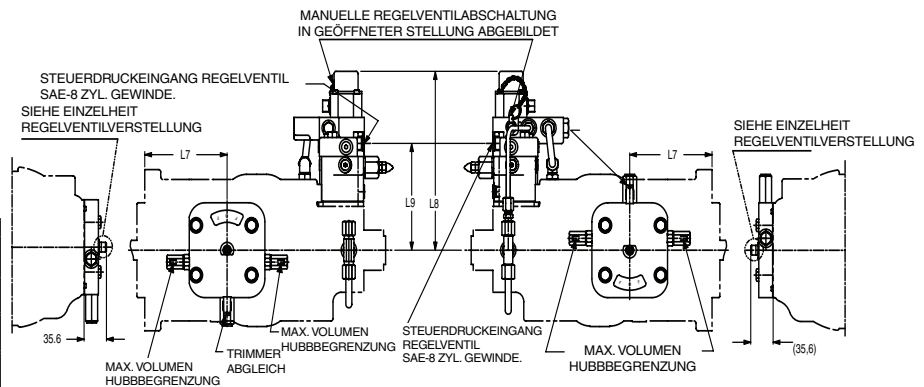 MANUELLE REGELVENTILABSCHALTUNG
IN GEÖFFNETER STELLUNG ABGEBILDET
STEUERDRUCKEINGANG REGELVENTIL
SAE-8 ZYL. GEWINDE.
SIEHE EINZELHEIT
REGELVENTILVERSTELLUNG
SIEHE EINZELHEIT
REGELVENTILVERSTELLUNG
L7
L9
L8
L7
35.6
MAX. VOLUMEN
HUBBBEGRENZUNG
TRIMMER
ABGLEICH
MAX. VOLUMEN
HUBBBEGRENZUNG
STEUERDRUCKEINGANG
REGELVENTIL
SAE-8 ZYL. GEWINDE.
MAX. VOLUMEN
HUBBBEGRENZUNG
(35,6)